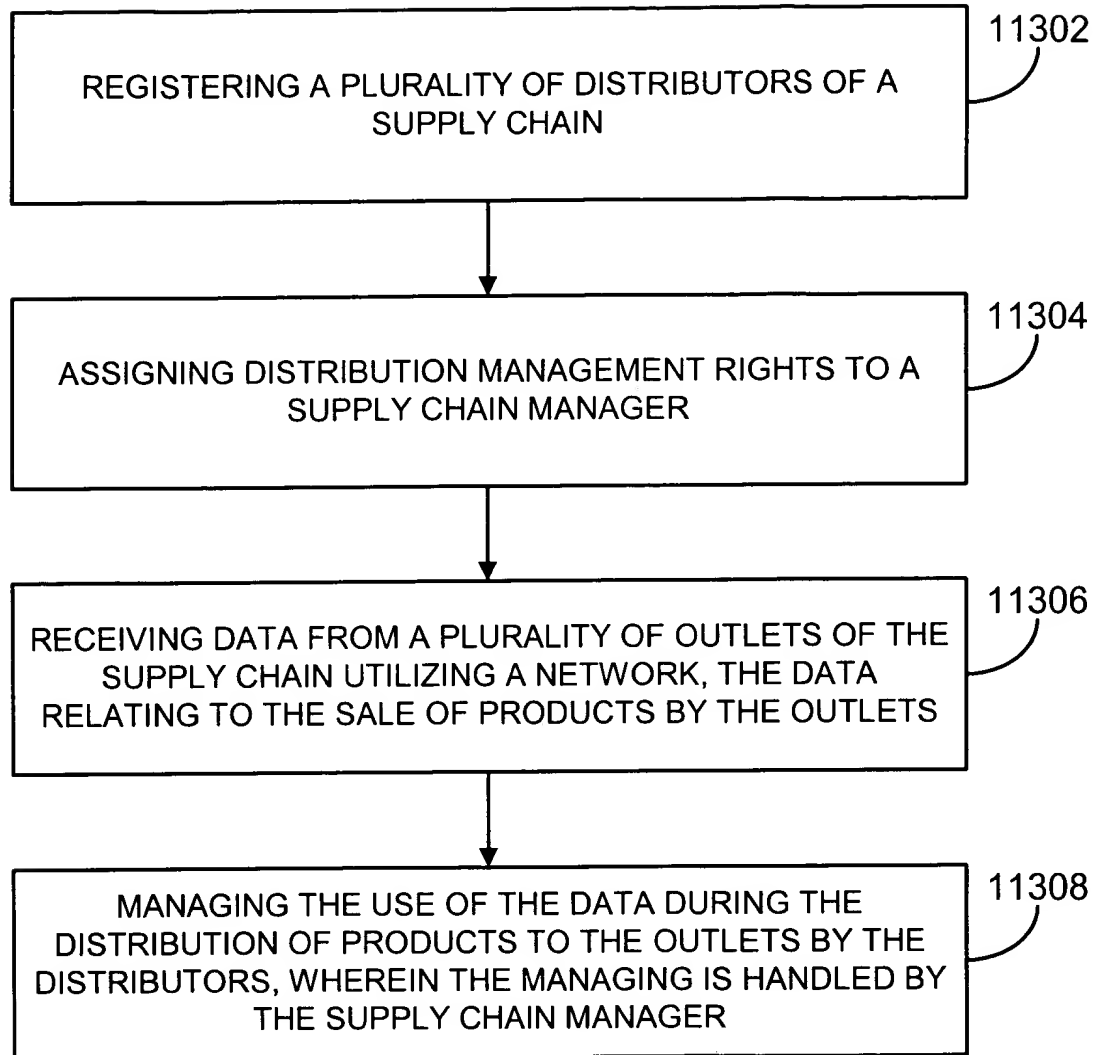 11302
REGISTERING A PLURALITY OF DISTRIBUTORS OF A
SUPPLY CHAIN
11304
ASSIGNING DISTRIBUTION MANAGEMENT RIGHTS TO A
SUPPLY CHAIN MANAGER
11306
RECEIVING DATA FROM A PLURALITY OF OUTLETS OF THE
SUPPLY CHAIN UTILIZING A NETWORK, THE DATA
RELATING TO THE SALE OF PRODUCTS BY THE OUTLETS
11308
MANAGING THE USE OF THE DATA DURING THE
DISTRIBUTION OF PRODUCTS TO THE OUTLETS BY THE
DISTRIBUTORS, WHEREIN THE MANAGING IS HANDLED BY
THE SUPPLY CHAIN MANAGER